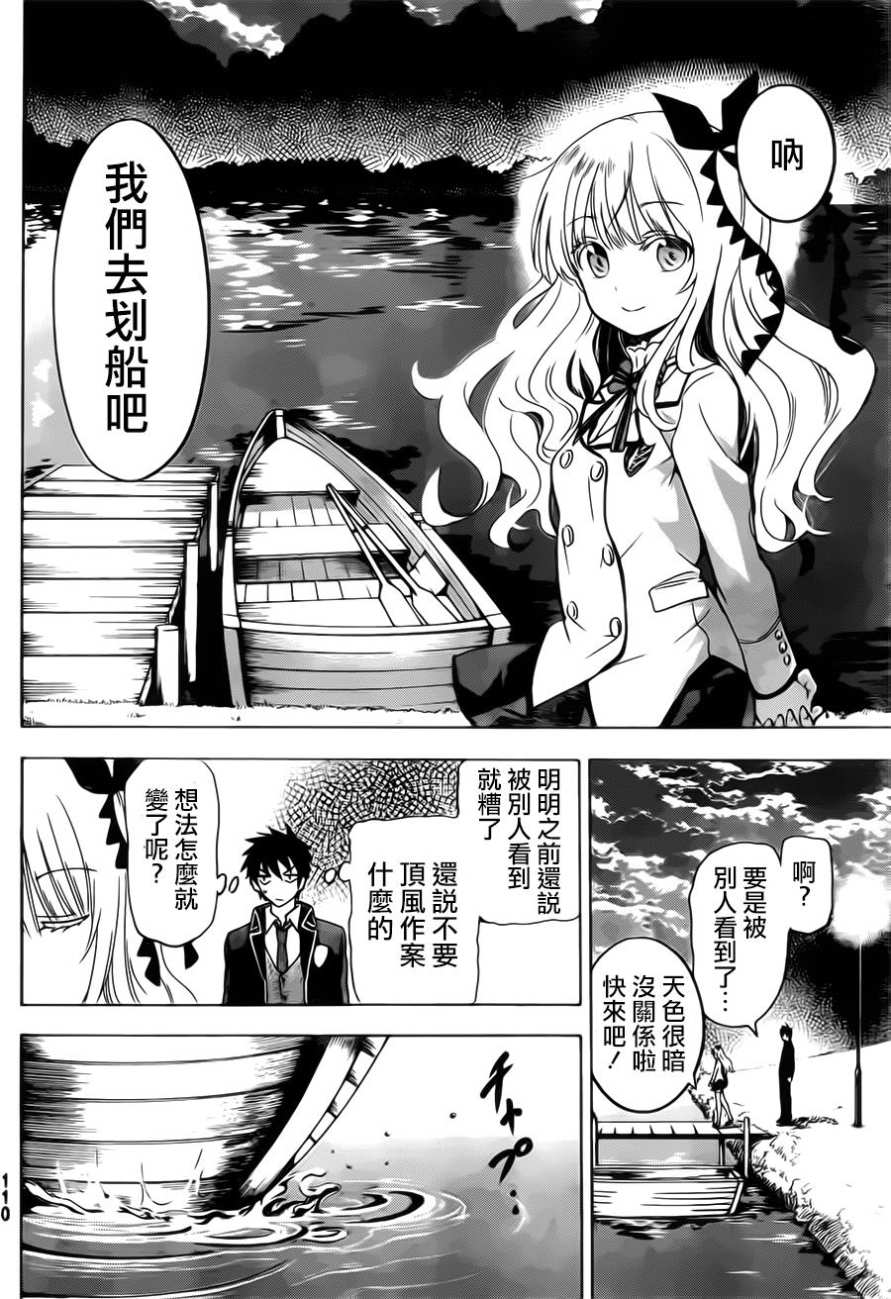 吶
我們去划船吧
啊?
要是被
別人看到了…
天色很暗
沒關係啦
快來吧!
明明之前還說
被別人看到
就糟了
還説不要
頂風作案
什麼的
想法怎麼就
變了呢?
チャプ…
110